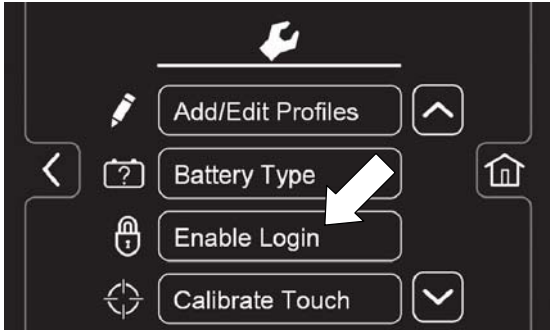 Add/Edit Profiles
?
Battery Type
Enable Login
Calibrate Touch